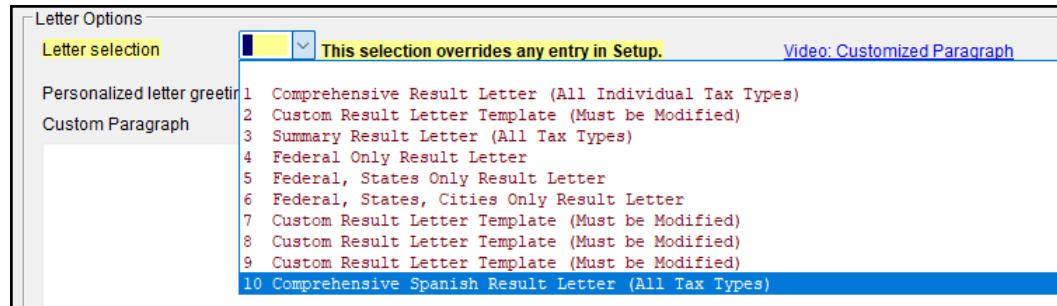 Letter Options
Letter selection This selection overrides any entry in Setup. Video: Customized Paragraph
Personalized letter greetin
1 Comprehensive Result Letter (All Individual Tax Types)
2 Custom Result Letter Template (Must be Modified)
Custom Paragraph
3 Summary Result Letter (All Tax Types)
4 Federal Only Result Letter
5 Federal, States Only Result Letter
6 Federal, States, Cities Only Result Letter
7 Custom Result Letter Template (Must be Modified)
8 Custom Result Letter Template (Must be Modified)
9 Custom Result Letter Template (Must be Modified)
10 Comprehensive Spanish Result Letter (All Tax Types)